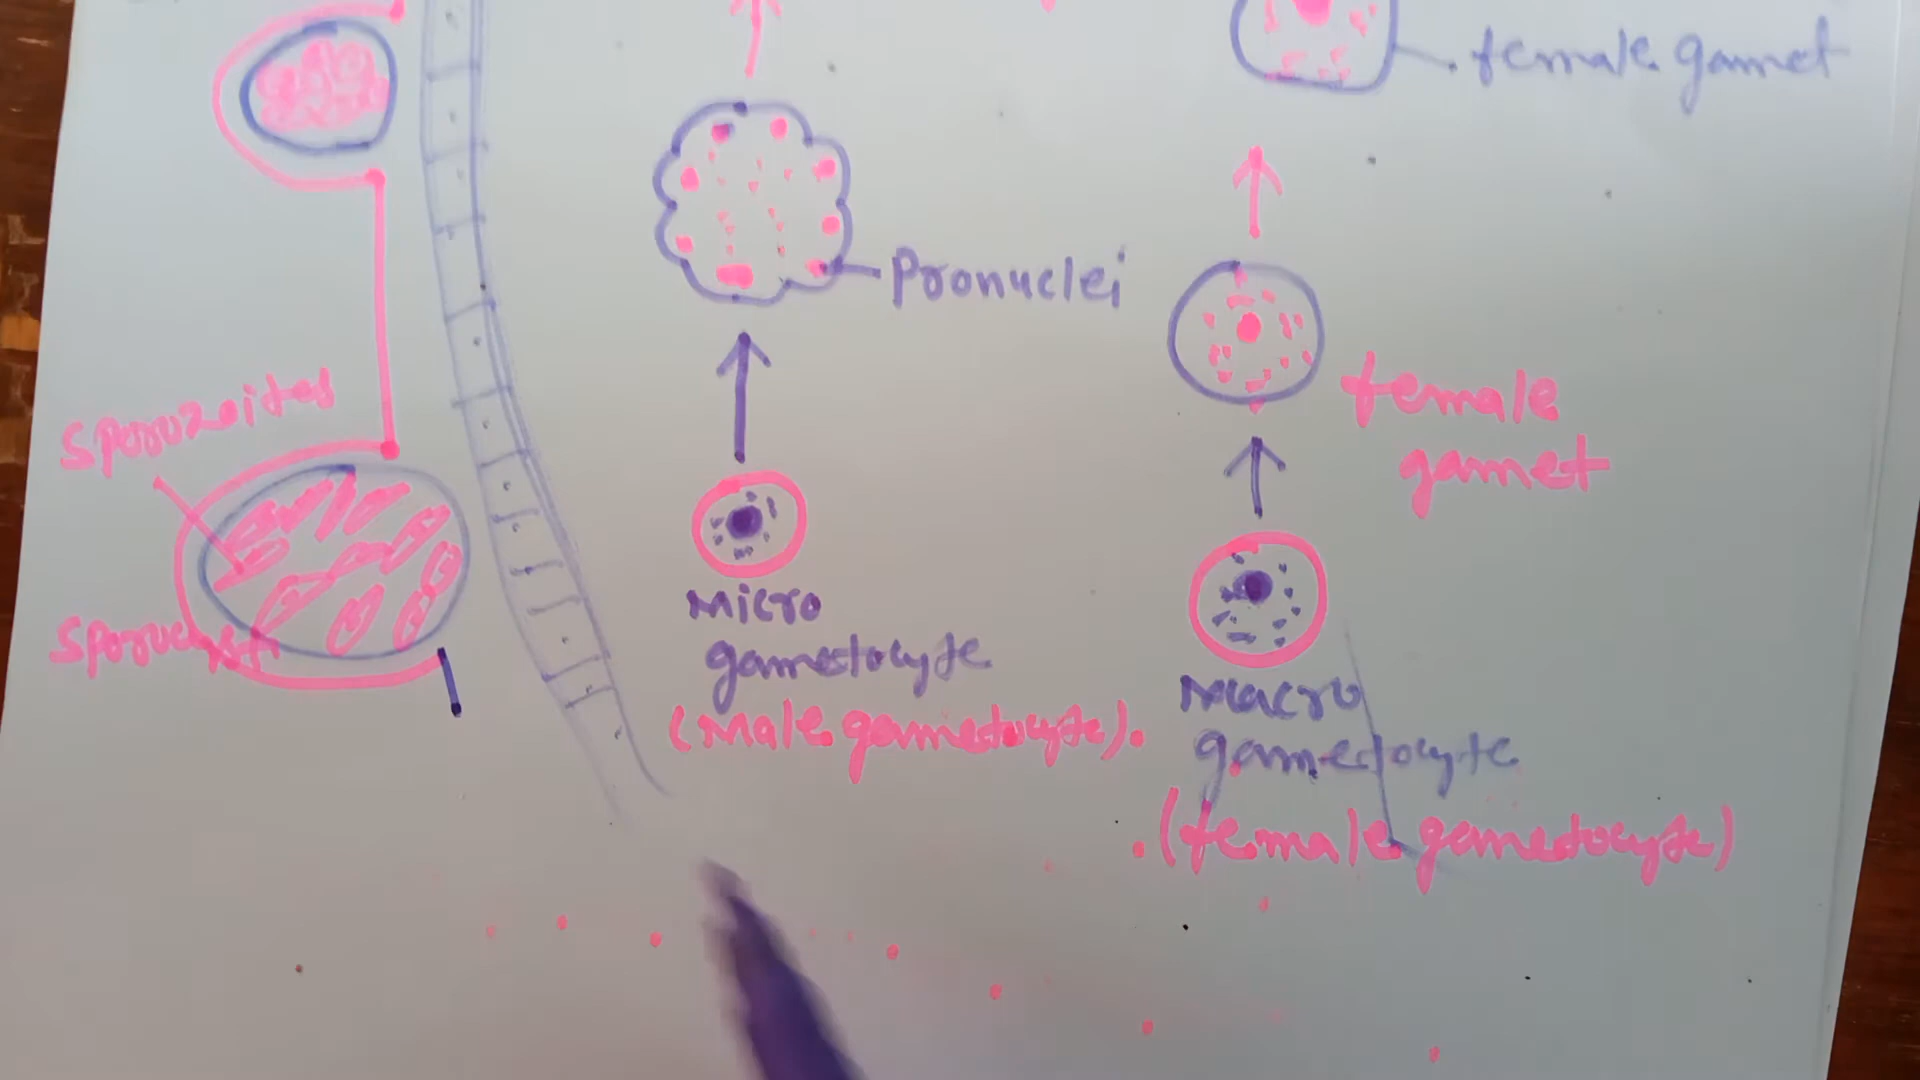 female gamet
Pronuclei
female
gamet
Sporozoites
Sporocyst
Micro
gametocyte
(Male gametocyte).
Macro
gametocyte
(female gametocyte)